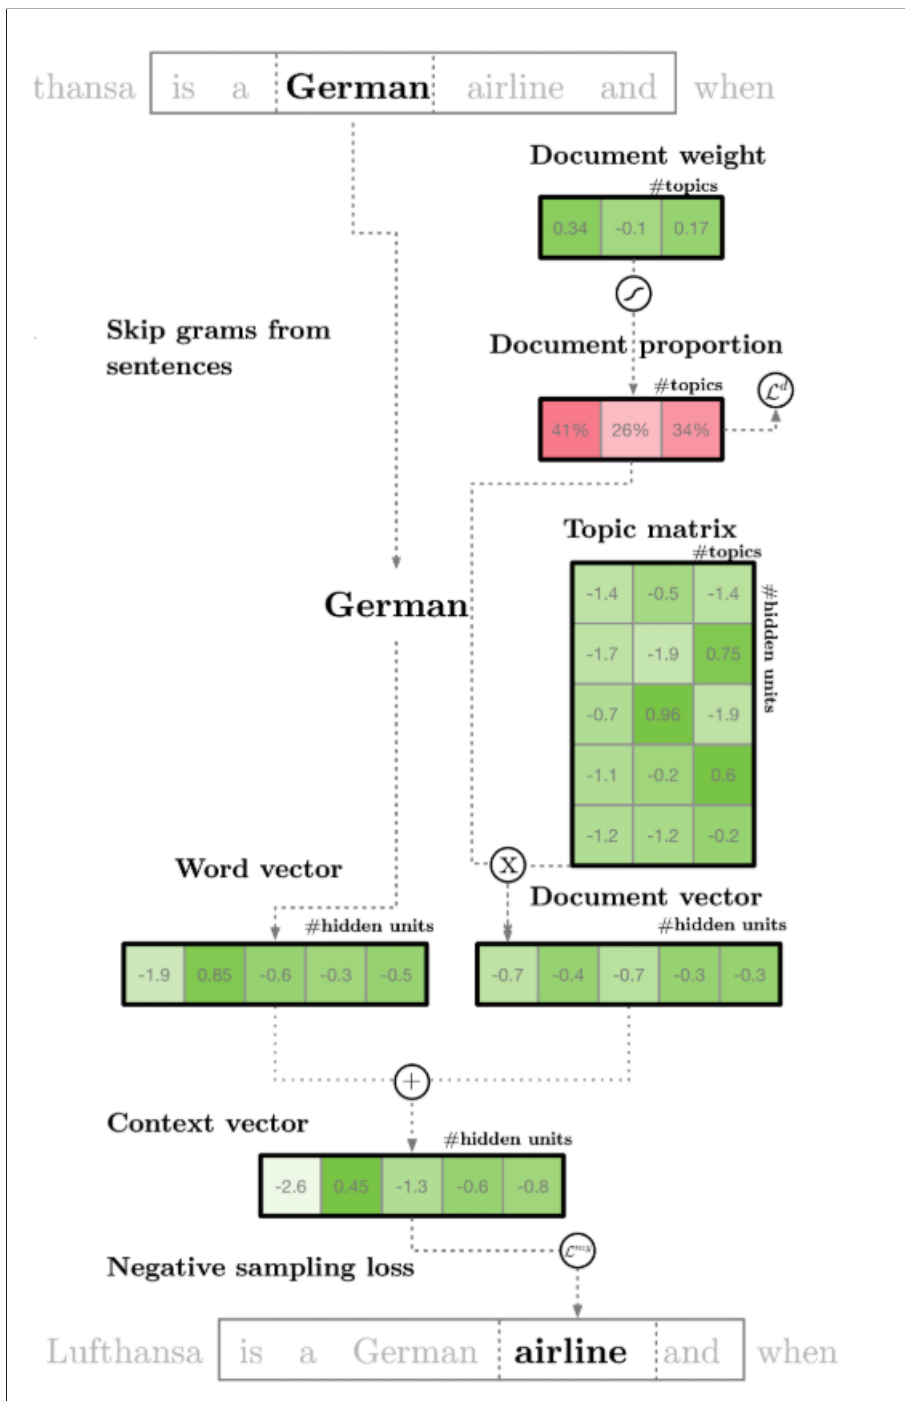 thansa is a German airline and when
Document weight
#topics
0.34 -0.1 0.17
Skip grams from
sentences
Document proportion
#topics
ℒᵈ
41% 26% 34%
Topic matrix
#topics
#hidden units
-1.4 -0.5 -1.4
-1.7 -1.9 0.75
-0.7 0.96 -1.9
-1.1 -0.2 0.6
-1.2 -1.2 -0.2
German
X
Word vector
#hidden units
-1.9 0.85 -0.6 -0.3 -0.5
Document vector
#hidden units
-0.7 -0.4 -0.7 -0.3 -0.3
+
Context vector
#hidden units
-2.6 0.45 -1.3 -0.6 -0.8
Negative sampling loss
ℒⁿᵉᵍ
Lufthansa is a German airline and when